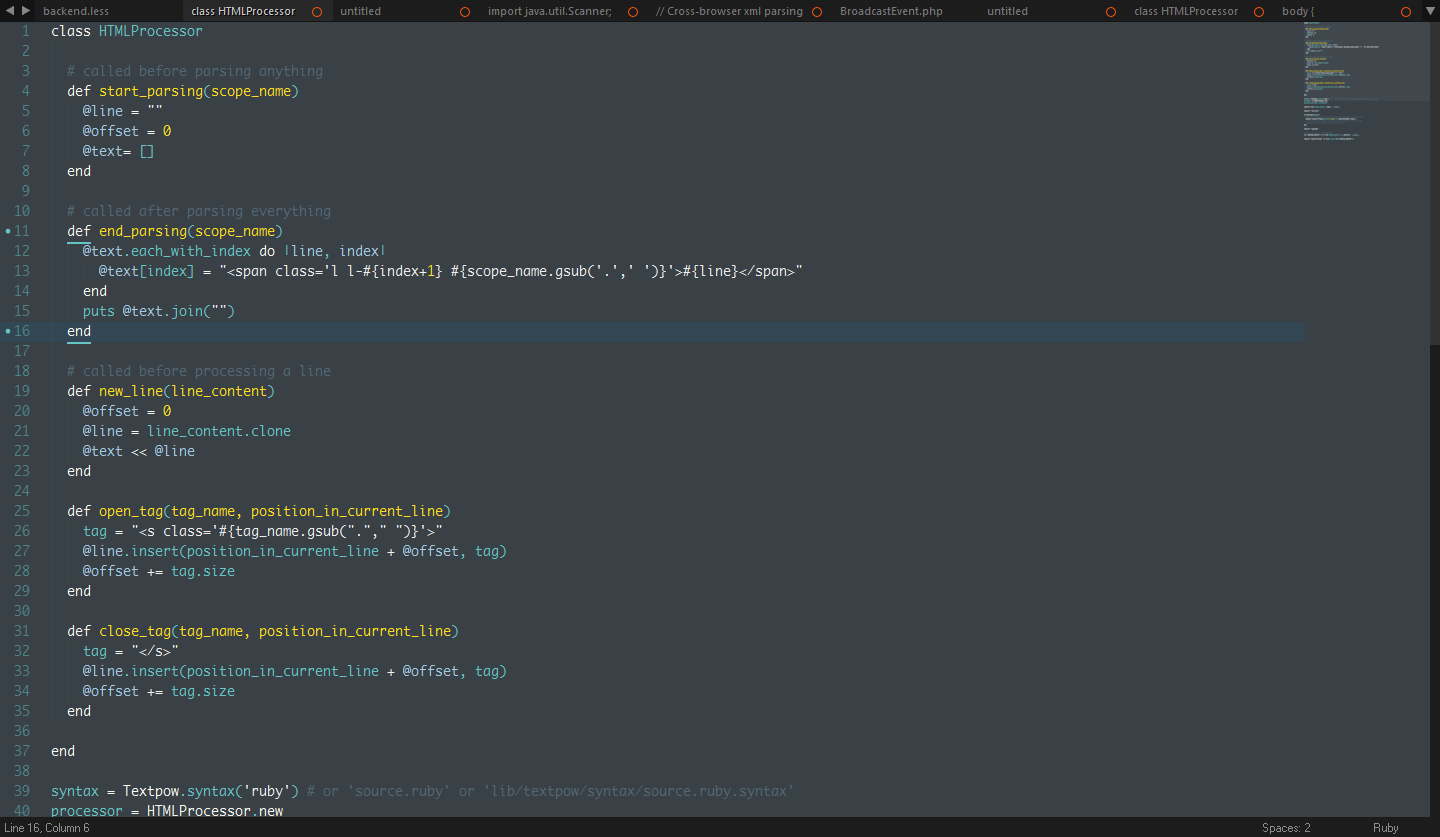 backend.less class HTMLProcessor untitled import java.util.Scanner; // Cross-browser xml parsing BroadcastEvent.php untitled class HTMLProcessor body {
1 class HTMLProcessor
2
3 # called before parsing anything
4 def start_parsing(scope_name)
5 @line = ""
6 @offset = 0
7 @text= []
8 end
9
10 # called after parsing everything
11 def end_parsing(scope_name)
12 @text.each_with_index do |line, index|
13 @text[index] = "<span class='l l-#{index+1} #{scope_name.gsub('.',' ')}'>#{line}</span>"
14 end
15 puts @text.join("")
16 end
17
18 # called before processing a line
19 def new_line(line_content)
20 @offset = 0
21 @line = line_content.clone
22 @text << @line
23 end
24
25 def open_tag(tag_name, position_in_current_line)
26 tag = "<s class='#{tag_name.gsub("."," ")}'>"
27 @line.insert(position_in_current_line + @offset, tag)
28 @offset += tag.size
29 end
30
31 def close_tag(tag_name, position_in_current_line)
32 tag = "</s>"
33 @line.insert(position_in_current_line + @offset, tag)
34 @offset += tag.size
35 end
36
37 end
38
39 syntax = Textpow.syntax('ruby') # or 'source.ruby' or 'lib/textpow/syntax/source.ruby.syntax'
40 processor = HTMLProcessor.new
Line 16, Column 6 Spaces: 2 Ruby